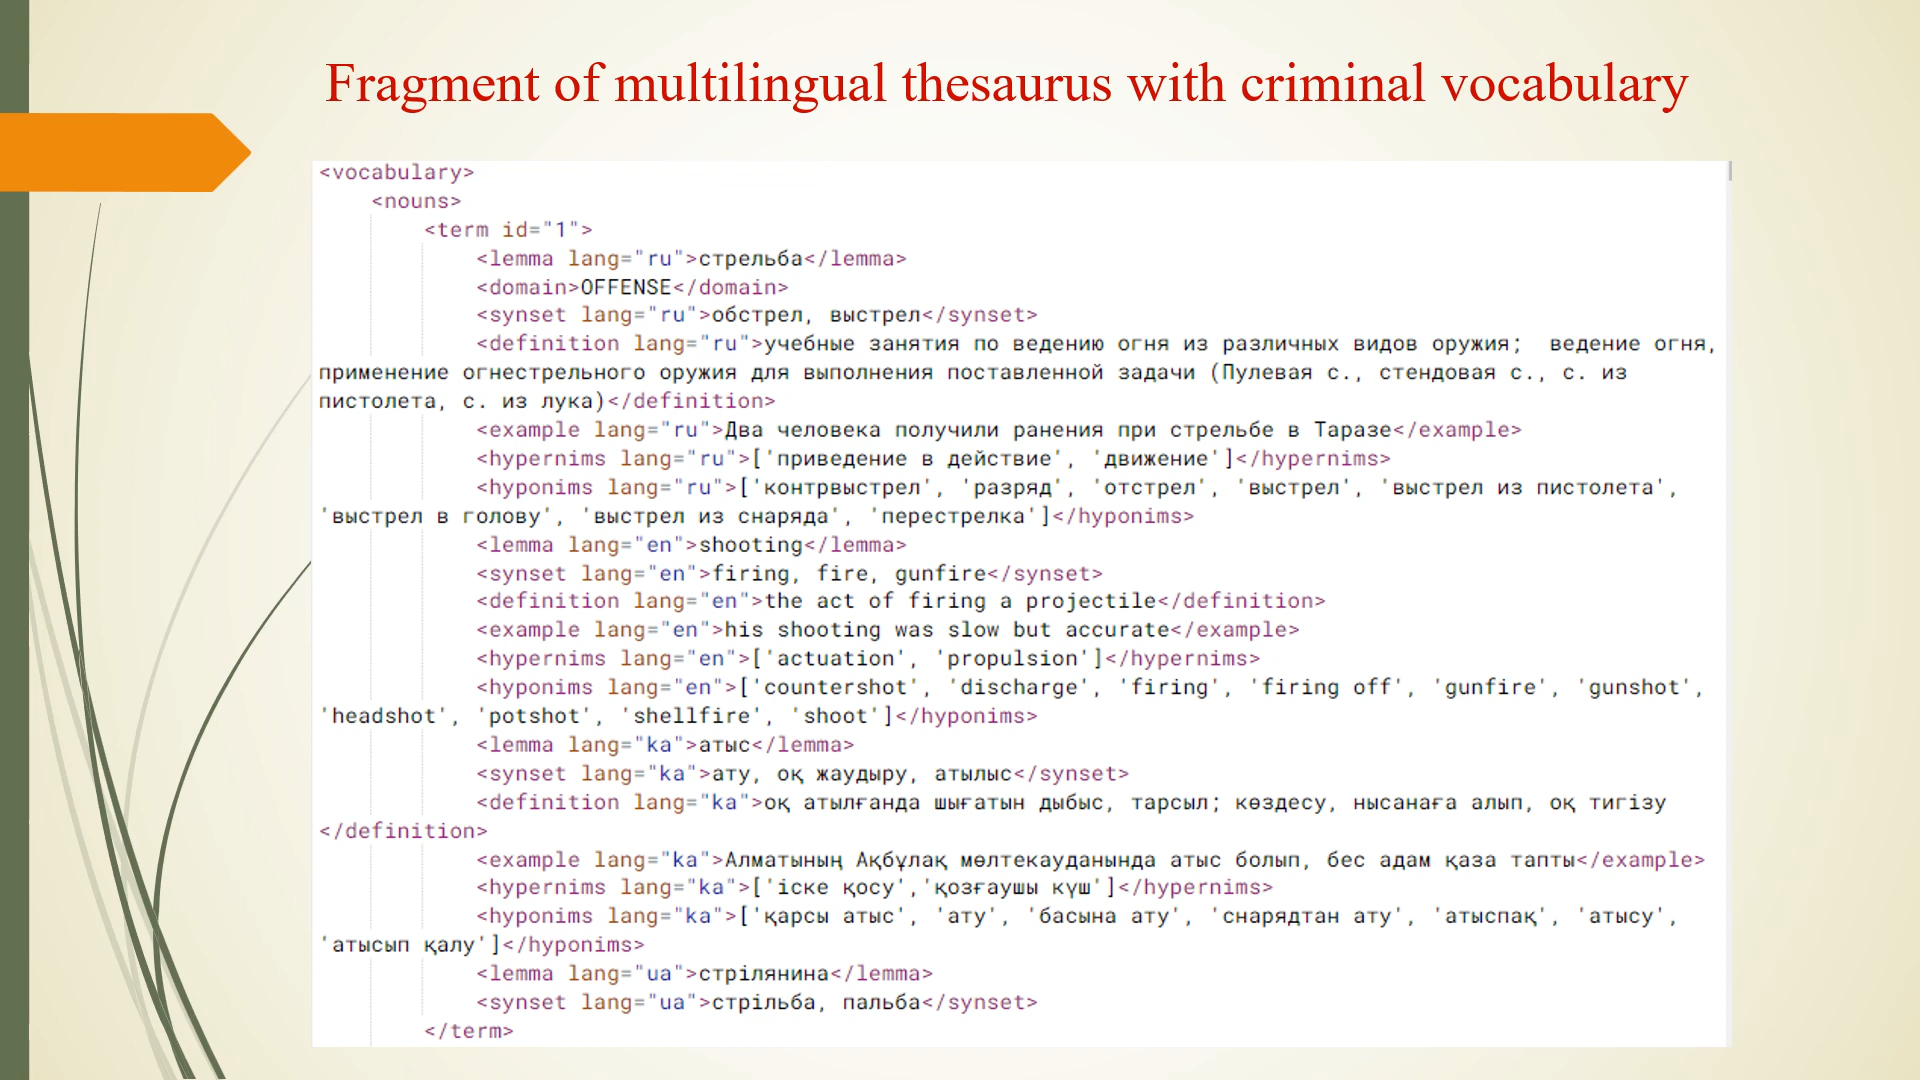 Fragment of multilingual thesaurus with criminal vocabulary
<vocabulary>
<nouns>
<term id="1">
<lemma lang="ru">стрельба</lemma>
<domain>OFFENSE</domain>
<synset lang="ru">обстрел, выстрел</synset>
<definition lang="ru">учебные занятия по ведению огня из различных видов оружия;  ведение огня,
применение огнестрельного оружия для выполнения поставленной задачи (Пулевая с., стендовая с., с. из
пистолета, с. из лука)</definition>
<example lang="ru">Два человека получили ранения при стрельбе в Таразе</example>
<hypernims lang="ru">['приведение в действие', 'движение']</hypernims>
<hyponims lang="ru">['контрвыстрел', 'разряд', 'отстрел', 'выстрел', 'выстрел из пистолета',
'выстрел в голову', 'выстрел из снаряда', 'перестрелка']</hyponims>
<lemma lang="en">shooting</lemma>
<synset lang="en">firing, fire, gunfire</synset>
<definition lang="en">the act of firing a projectile</definition>
<example lang="en">his shooting was slow but accurate</example>
<hypernims lang="en">['actuation', 'propulsion']</hypernims>
<hyponims lang="en">['countershot', 'discharge', 'firing', 'firing off', 'gunfire', 'gunshot',
'headshot', 'potshot', 'shellfire', 'shoot']</hyponims>
<lemma lang="ka">атыс</lemma>
<synset lang="ka">ату, оқ жаудыру, атылыс</synset>
<definition lang="ka">оқ атылғанда шығатын дыбыс, тарсыл; көздесу, нысанаға алып, оқ тигізу
</definition>
<example lang="ka">Алматының Ақбұлақ мөлтекауданында атыс болып, бес адам қаза тапты</example>
<hypernims lang="ka">['іске қосу','қозғаушы күш']</hypernims>
<hyponims lang="ka">['қарсы атыс', 'ату', 'басына ату', 'снарядтан ату', 'атыспақ', 'атысу',
'атысып қалу']</hyponims>
<lemma lang="ua">стрілянина</lemma>
<synset lang="ua">стрільба, пальба</synset>
</term>